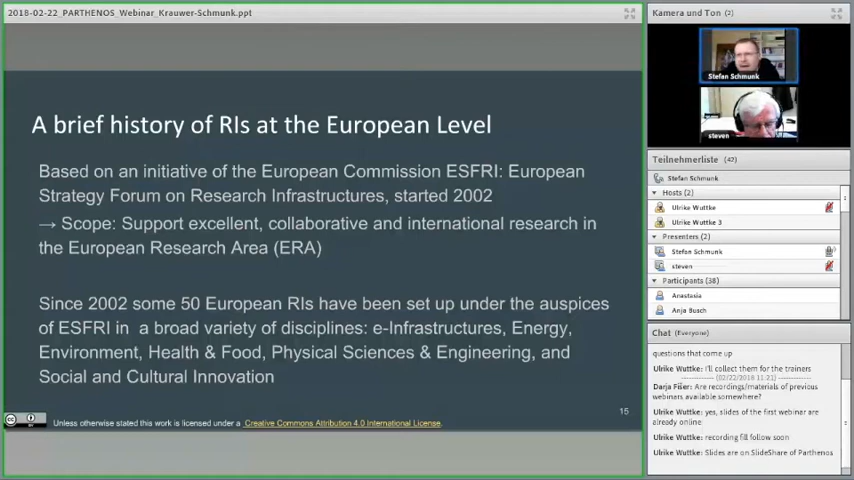 2018-02-22_PARTHENOS_Webinar_Krauwer-Schmunk.ppt
A brief history of RIs at the European Level
Based on an initiative of the European Commission ESFRI: European
Strategy Forum on Research Infrastructures, started 2002
→ Scope: Support excellent, collaborative and international research in
the European Research Area (ERA)
Since 2002 some 50 European RIs have been set up under the auspices
of ESFRI in a broad variety of disciplines: e-Infrastructures, Energy,
Environment, Health & Food, Physical Sciences & Engineering, and
Social and Cultural Innovation
15
Unless otherwise stated this work is licensed under a Creative Commons Attribution 4.0 International License.
Kamera und Ton (2)
Stefan Schmunk
steven
Teilnehmerliste (42)
Stefan Schmunk
Hosts (2)
Ulrike Wuttke
Ulrike Wuttke 3
Presenters (2)
Stefan Schmunk
steven
Participants (38)
Anastasia
Anja Busch
Chat (Everyone)
questions that come up
Ulrike Wuttke: I'll collect them for the trainers
(02/22/2018 11:21)
Darja Fišer: Are recordings/materials of previous
webinars available somewhere?
Ulrike Wuttke: yes, slides of the first webinar are
already online
Ulrike Wuttke: recording fill follow soon
Ulrike Wuttke: Slides are on SlideShare of Parthenos